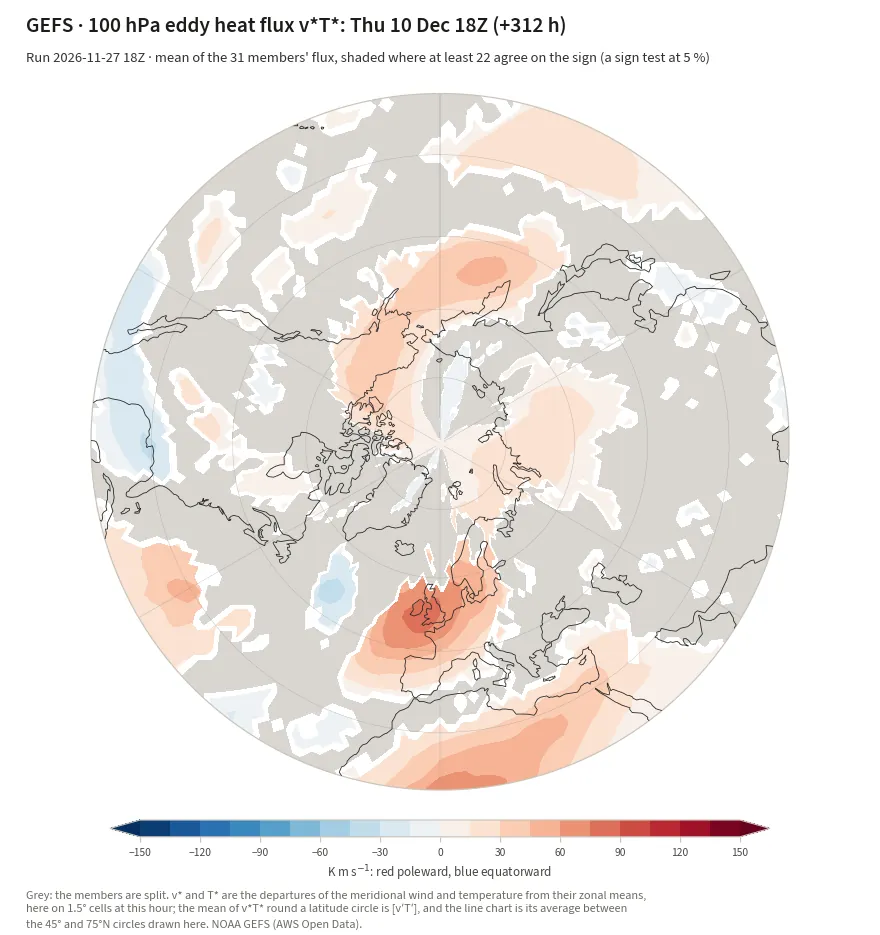 GEFS · 100 hPa eddy heat flux v*T*: Thu 10 Dec 18Z (+312 h)
Run 2026-11-27 18Z · mean of the 31 members' flux, shaded where at least 22 agree on the sign (a sign test at 5 %)
−150 −120 −90 −60 −30 0 30 60 90 120 150
K m s⁻¹: red poleward, blue equatorward
Grey: the members are split. v* and T* are the departures of the meridional wind and temperature from their zonal means,
here on 1.5° cells at this hour; the mean of v*T* round a latitude circle is [v'T'], and the line chart is its average between
the 45° and 75°N circles drawn here. NOAA GEFS (AWS Open Data).